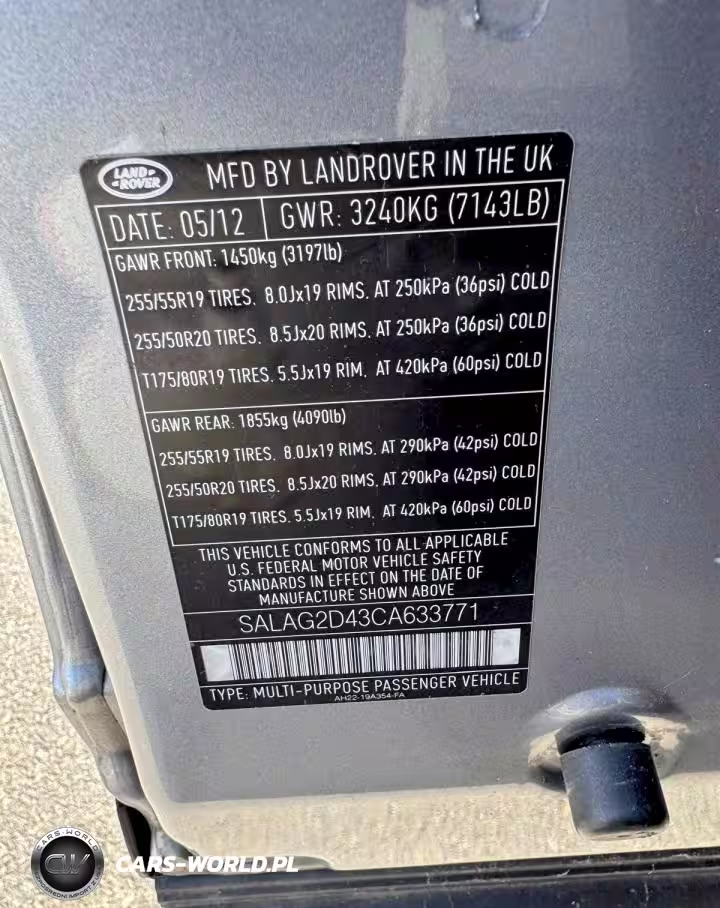 LAND-
-ROVER
MFD BY LANDROVER IN THE UK
DATE: 05/12 GWR: 3240KG (7143LB)
GAWR FRONT: 1450kg (3197lb)
255/55R19 TIRES. 8.0Jx19 RIMS. AT 250kPa (36psi) COLD
255/50R20 TIRES. 8.5Jx20 RIMS. AT 250kPa (36psi) COLD
T175/80R19 TIRES. 5.5Jx19 RIM. AT 420kPa (60psi) COLD
GAWR REAR: 1855kg (4090lb)
255/55R19 TIRES. 8.0Jx19 RIMS. AT 290kPa (42psi) COLD
255/50R20 TIRES. 8.5Jx20 RIMS. AT 290kPa (42psi) COLD
T175/80R19 TIRES. 5.5Jx19 RIM. AT 420kPa (60psi) COLD
THIS VEHICLE CONFORMS TO ALL APPLICABLE
U.S. FEDERAL MOTOR VEHICLE SAFETY
STANDARDS IN EFFECT ON THE DATE OF
MANUFACTURE SHOWN ABOVE
SALAG2D43CA633771
TYPE: MULTI-PURPOSE PASSENGER VEHICLE
AH22-19A354-FA
CARS-WORLD
CW
CARS-WORLD.PL